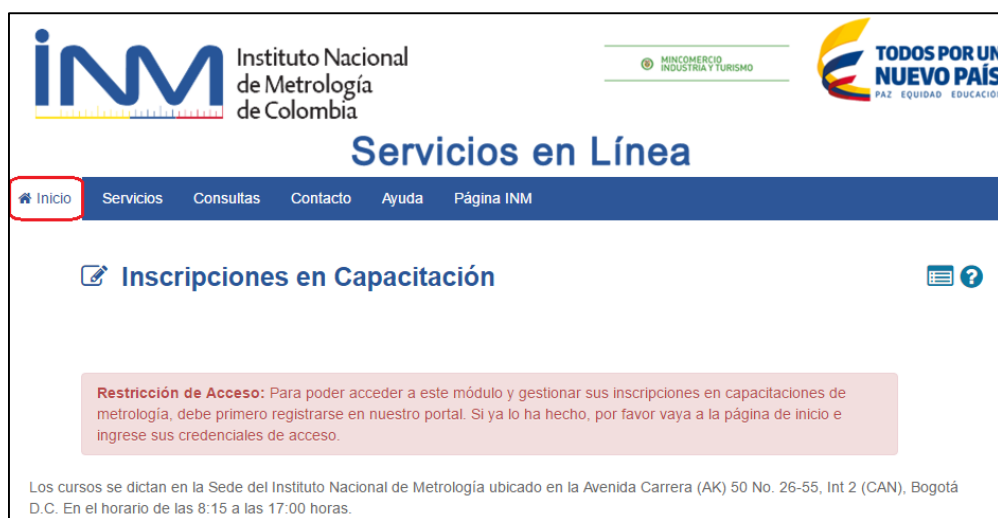 inm
Instituto Nacional
de Metrología
de Colombia
MINCOMERCIO
INDUSTRIA Y TURISMO
TODOS POR UN
NUEVO PAÍS
PAZ EQUIDAD EDUCACIÓN
Servicios en Línea
Inicio Servicios Consultas Contacto Ayuda Página INM
Inscripciones en Capacitación
Restricción de Acceso: Para poder acceder a este módulo y gestionar sus inscripciones en capacitaciones de
metrología, debe primero registrarse en nuestro portal. Si ya lo ha hecho, por favor vaya a la página de inicio e
ingrese sus credenciales de acceso.
Los cursos se dictan en la Sede del Instituto Nacional de Metrología ubicado en la Avenida Carrera (AK) 50 No. 26-55, Int 2 (CAN), Bogotá
D.C. En el horario de las 8:15 a las 17:00 horas.